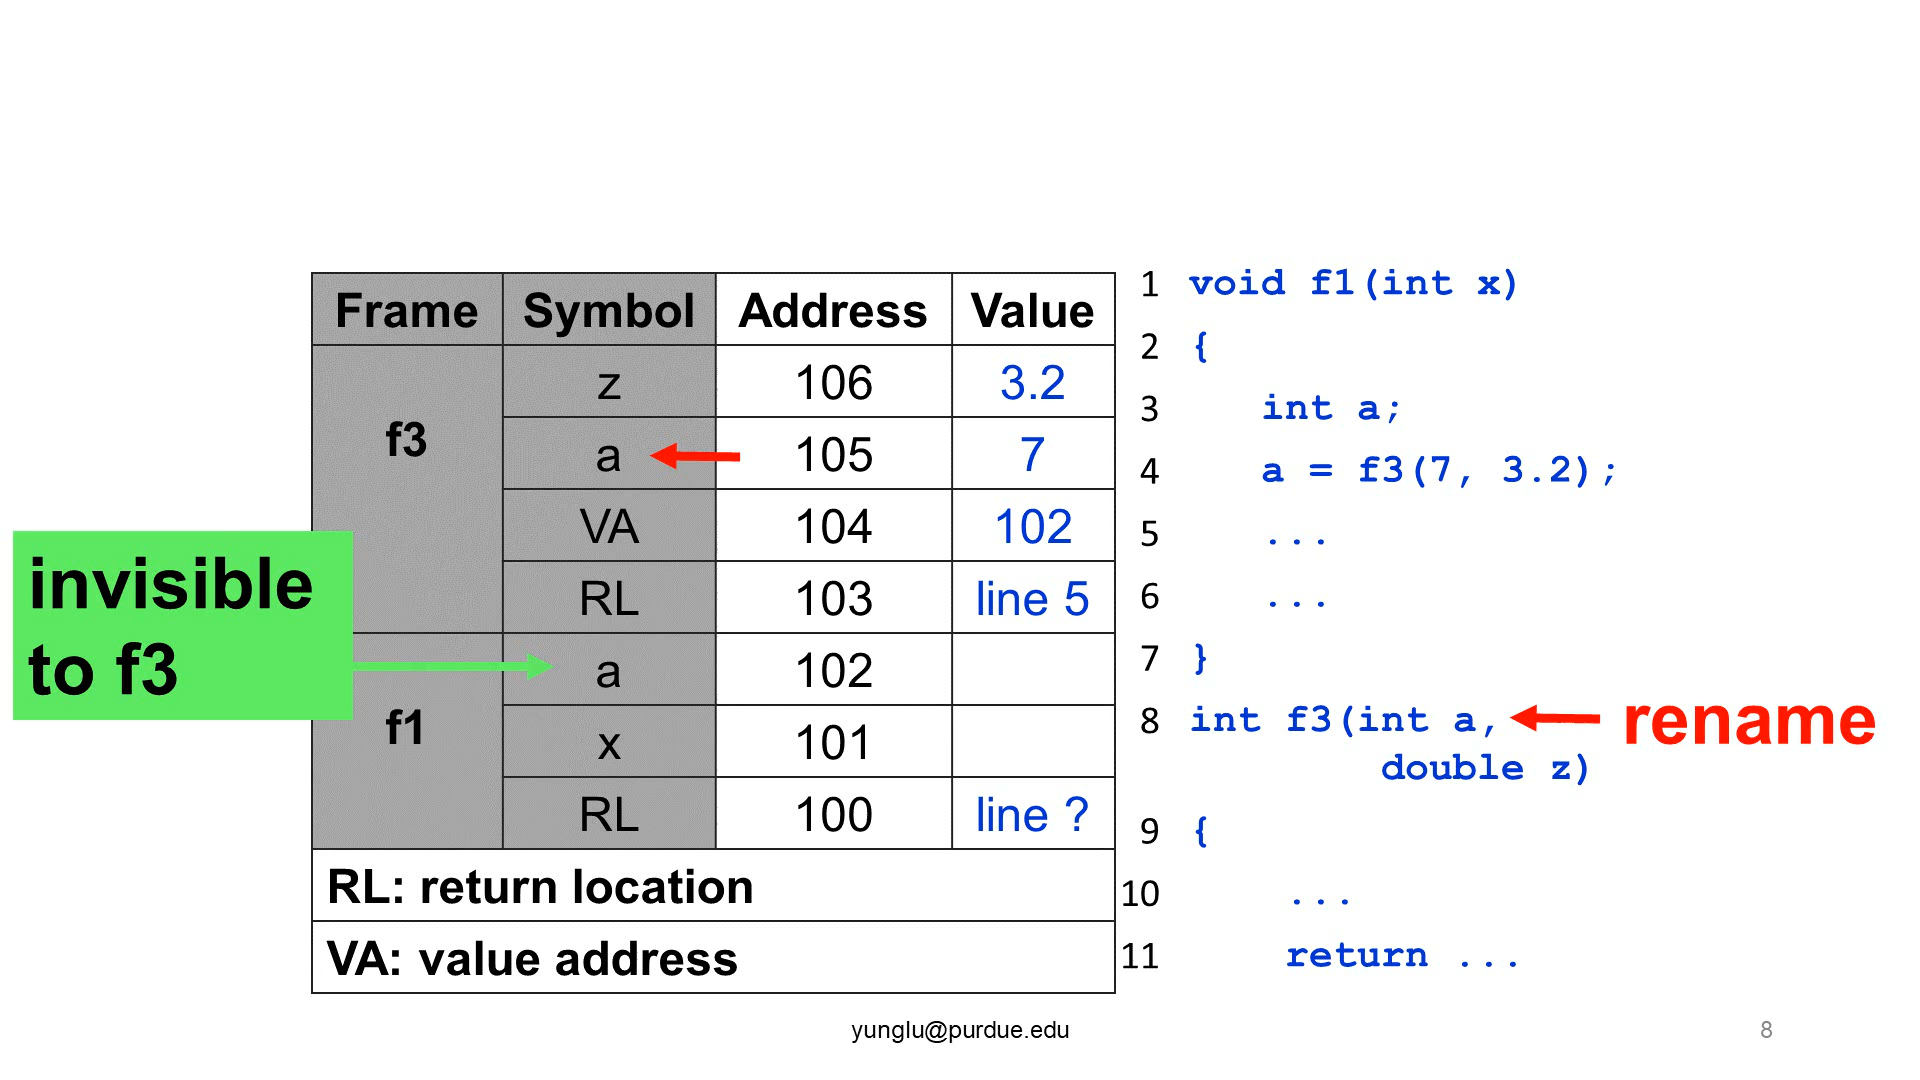 Frame Symbol Address Value
f3
z 106 3.2
a 105 7
VA 104 102
RL 103 line 5
f1
a 102
x 101
RL 100 line ?
RL: return location
VA: value address
invisible
to f3
1 void f1(int x)
2 {
3 int a;
4 a = f3(7, 3.2);
5 ...
6 ...
7 }
8 int f3(int a,
double z)
9 {
10 ...
11 return ...
rename
yunglu@purdue.edu
8